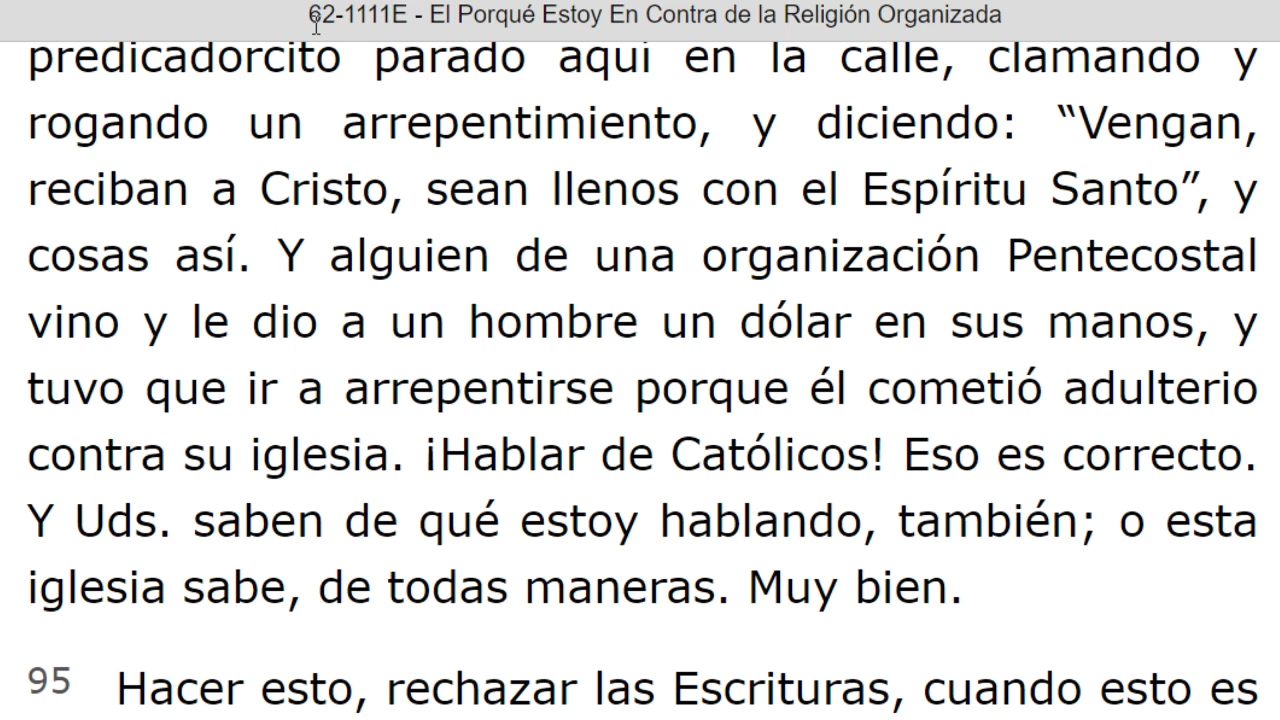 62-1111E - El Porqué Estoy En Contra de la Religión Organizada
predicadorcito parado aquí en la calle, clamando y
rogando un arrepentimiento, y diciendo: “Vengan,
reciban a Cristo, sean llenos con el Espíritu Santo”, y
cosas así. Y alguien de una organización Pentecostal
vino y le dio a un hombre un dólar en sus manos, y
tuvo que ir a arrepentirse porque él cometió adulterio
contra su iglesia. ¡Hablar de Católicos! Eso es correcto.
Y Uds. saben de qué estoy hablando, también; o esta
iglesia sabe, de todas maneras. Muy bien.
95 Hacer esto, rechazar las Escrituras, cuando esto es